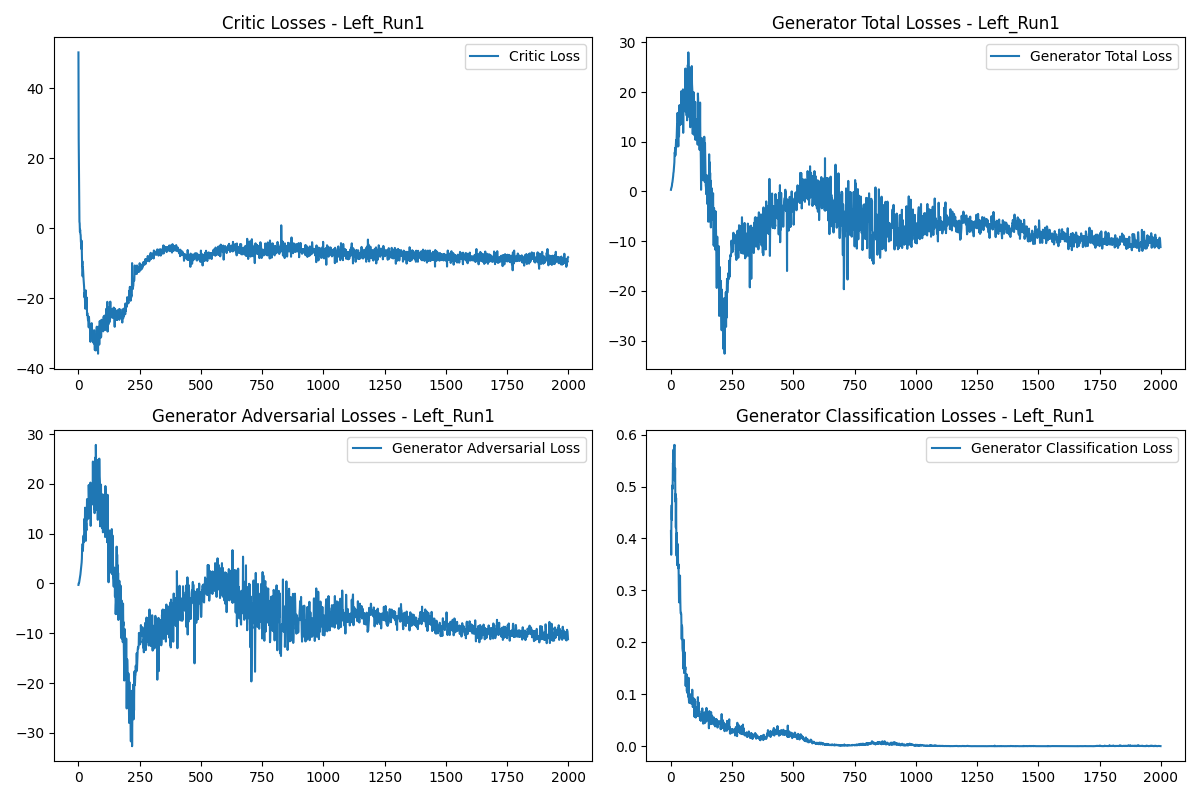 Critic Losses - Left_Run1
Critic Loss
40
20
0
−20
−40
0 250 500 750 1000 1250 1500 1750 2000
Generator Total Losses - Left_Run1
Generator Total Loss
30
20
10
0
−10
−20
−30
0 250 500 750 1000 1250 1500 1750 2000
Generator Adversarial Losses - Left_Run1
Generator Adversarial Loss
30
20
10
0
−10
−20
−30
0 250 500 750 1000 1250 1500 1750 2000
Generator Classification Losses - Left_Run1
Generator Classification Loss
0.6
0.5
0.4
0.3
0.2
0.1
0.0
0 250 500 750 1000 1250 1500 1750 2000